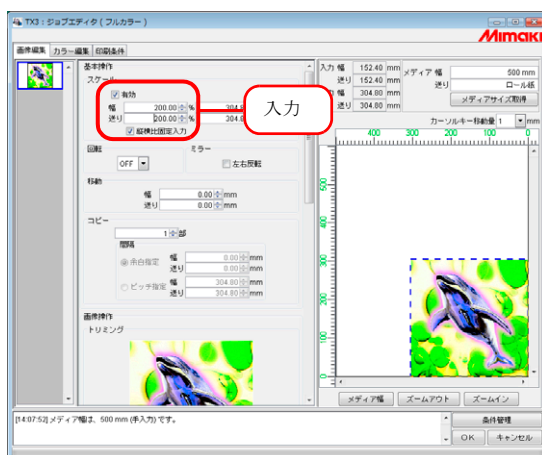 TX3 : ジョブエディタ ( フルカラー )
Mimaki
画像編集 カラー編集 印刷条件
基本操作
スケール
有効
幅 200.00 % 304.8
送り 200.00 % 304.8
縦横比固定入力
入力
回転 ミラー
OFF 左右反転
移動
幅 0.00 mm
送り 0.00 mm
コピー
1 部
間隔
余白指定 幅 0.00 mm
送り 0.00 mm
ピッチ指定 幅 304.80 mm
送り 304.80 mm
画像操作
トリミング
入力 幅 152.40 mm
送り 152.40 mm
幅 304.80 mm
送り 304.80 mm
メディア 幅 500 mm
送り ロール紙
メディアサイズ取得
カーソルキー移動量 1 mm
400 300 200 100 0
500
400
300
200
100
0
メディア幅 ズームアウト ズームイン
[14:07:52] メディア幅は、500 mm (手入力) です。
条件管理
OK キャンセル